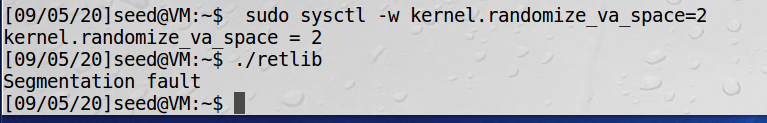 [09/05/20]seed@VM:~$  sudo sysctl -w kernel.randomize_va_space=2
kernel.randomize_va_space = 2
[09/05/20]seed@VM:~$ ./retlib
Segmentation fault
[09/05/20]seed@VM:~$